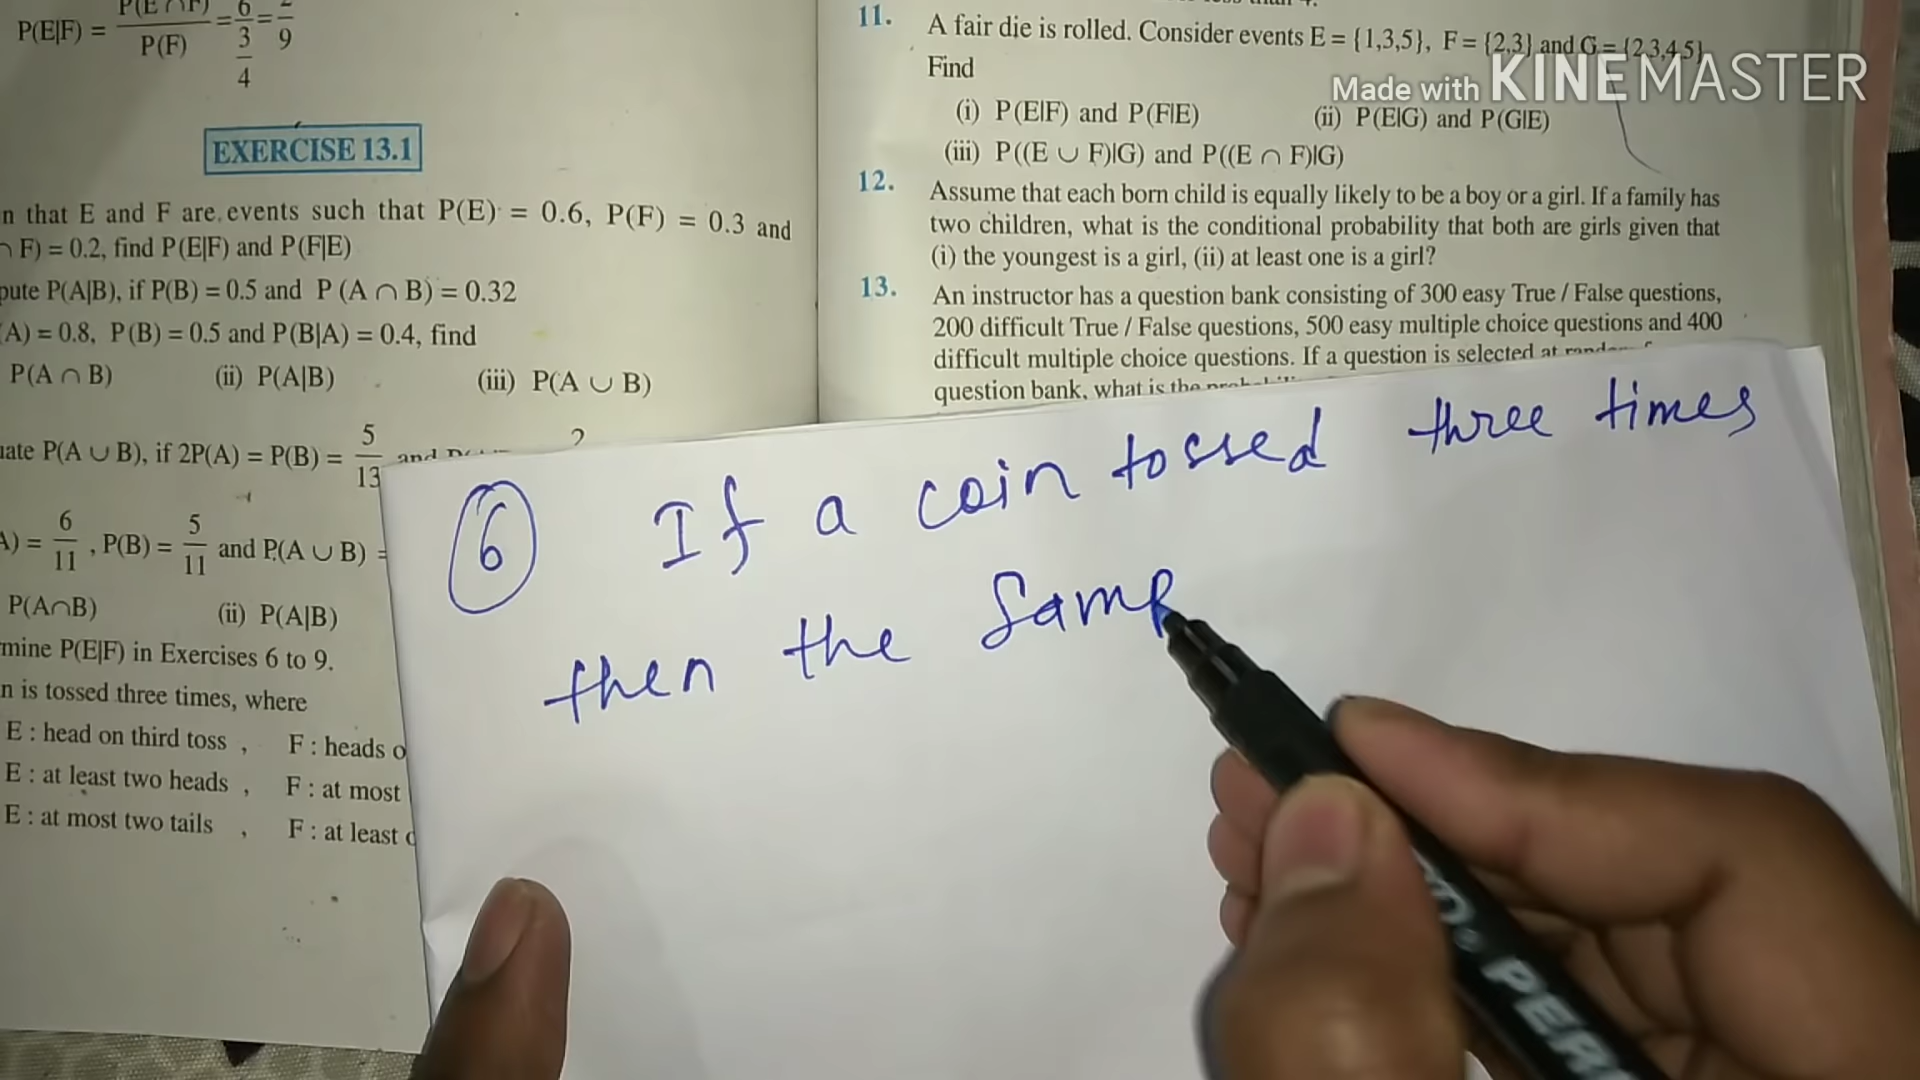 P(E|F) = P(E ∩ F) / P(F) = 6 / 3/4 = / 9
EXERCISE 13.1
n that E and F are events such that P(E) = 0.6, P(F) = 0.3 and
∩ F) = 0.2, find P(E|F) and P(F|E)
pute P(A|B), if P(B) = 0.5 and P (A ∩ B) = 0.32
A) = 0.8, P(B) = 0.5 and P(B|A) = 0.4, find
P(A ∩ B) (ii) P(A|B) (iii) P(A ∪ B)
uate P(A ∪ B), if 2P(A) = P(B) = 5/13 and
A) = 6/11 , P(B) = 5/11 and P(A ∪ B) =
P(A∩B) (ii) P(A|B)
mine P(E|F) in Exercises 6 to 9.
n is tossed three times, where
E : head on third toss , F : heads o
E : at least two heads , F : at most
E : at most two tails , F : at least o
11. A fair die is rolled. Consider events E = {1,3,5}, F = {2,3} and G = {2,3,4,5}
Find
(i) P(E|F) and P(F|E) (ii) P(E|G) and P(G|E)
(iii) P((E ∪ F)|G) and P((E ∩ F)|G)
12. Assume that each born child is equally likely to be a boy or a girl. If a family has
two children, what is the conditional probability that both are girls given that
(i) the youngest is a girl, (ii) at least one is a girl?
13. An instructor has a question bank consisting of 300 easy True / False questions,
200 difficult True / False questions, 500 easy multiple choice questions and 400
difficult multiple choice questions. If a question is selected at
question bank, what is the
Made with KINEMASTER
6 If a coin tossed three times
then the Samp